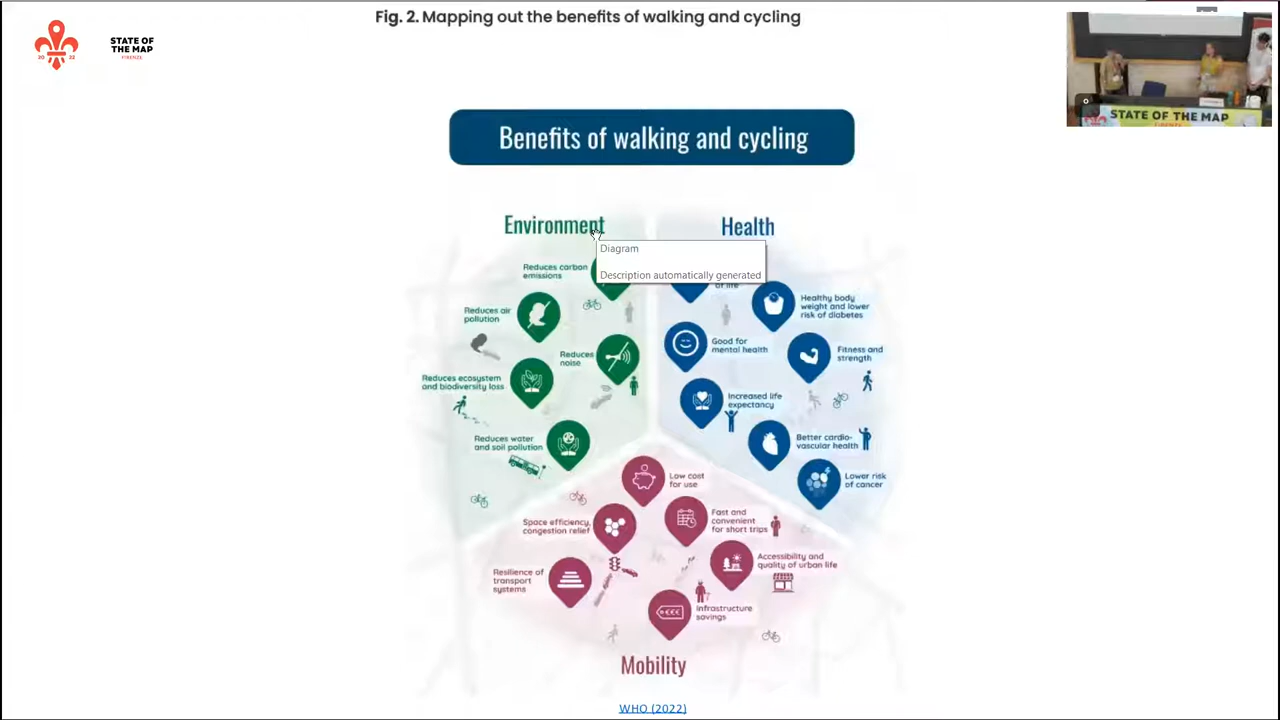 Fig. 2. Mapping out the benefits of walking and cycling
2022
STATE
OF THE MAP
FIRENZE
STATE OF THE MAP
FIRENZE
Benefits of walking and cycling
Environment
Health
Diagram
Description automatically generated
Reduces carbon
emissions
Reduces air
pollution
Reduces
noise
Reduces ecosystem
and biodiversity loss
Reduces water
and soil pollution
of life
Healthy body
weight and lower
risk of diabetes
Good for
mental health
Fitness and
strength
Increased life
expectancy
Better cardio-
vascular health
Lower risk
of cancer
Low cost
for use
Space efficiency,
congestion relief
Fast and
convenient
for short trips
Accessibility and
quality of urban life
Resilience of
transport
systems
Infrastructure
savings
Mobility
WHO (2022)